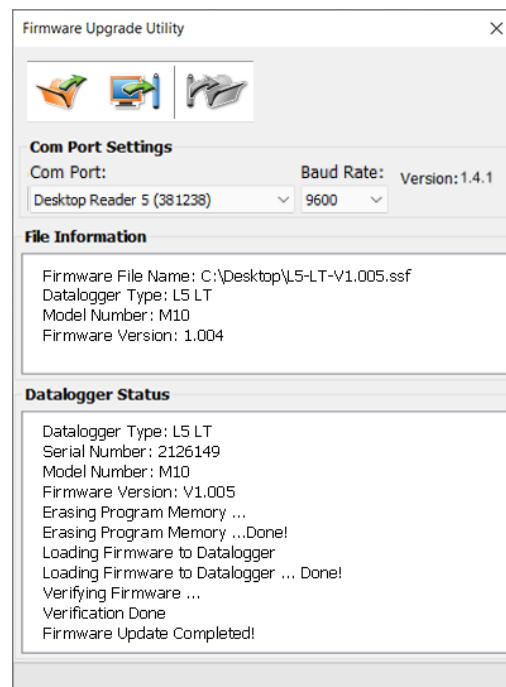 Firmware Upgrade Utility
Com Port Settings
Com Port:
Baud Rate:
Version: 1.4.1
Desktop Reader 5 (381238)
9600
File Information
Firmware File Name: C:\Desktop\L5-LT-V1.005.ssf
Datalogger Type: L5 LT
Model Number: M10
Firmware Version: 1.004
Datalogger Status
Datalogger Type: L5 LT
Serial Number: 2126149
Model Number: M10
Firmware Version: V1.005
Erasing Program Memory ...
Erasing Program Memory ...Done!
Loading Firmware to Datalogger
Loading Firmware to Datalogger ... Done!
Verifying Firmware ...
Verification Done
Firmware Update Completed!